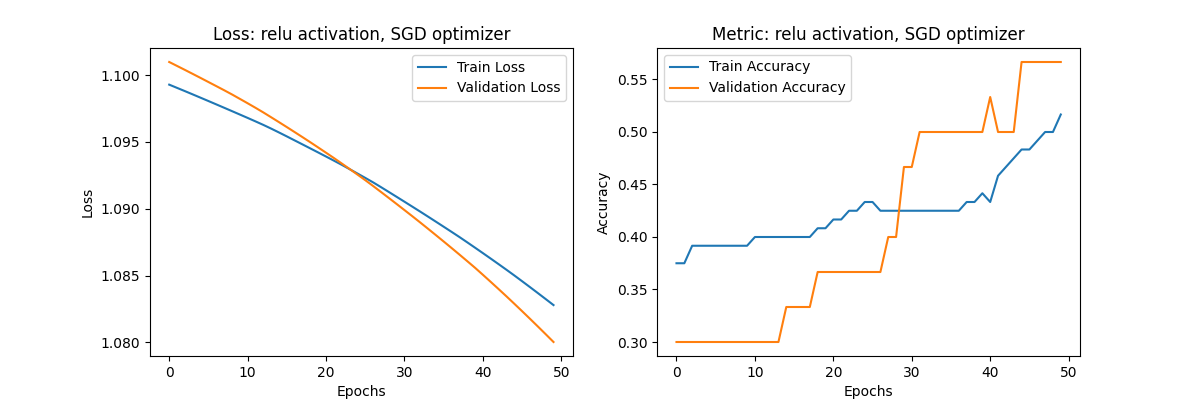 Loss: relu activation, SGD optimizer
Train Loss
Validation Loss
1.100
1.095
1.090
1.085
1.080
Loss
0 10 20 30 40 50
Epochs
Metric: relu activation, SGD optimizer
Train Accuracy
Validation Accuracy
0.55
0.50
0.45
0.40
0.35
0.30
Accuracy
0 10 20 30 40 50
Epochs